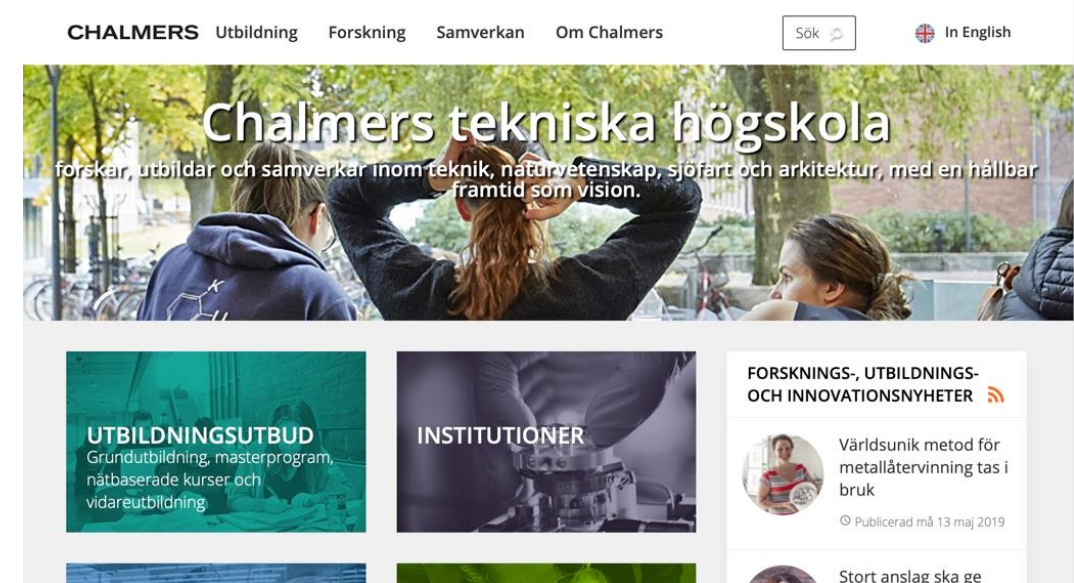 CHALMERS Utbildning Forskning Samverkan Om Chalmers Sök In English
Chalmers tekniska högskola
forskar, utbildar och samverkar inom teknik, naturvetenskap, sjöfart och arkitektur, med en hållbar
framtid som vision.
K
UTBILDNINGSUTBUD
Grundutbildning, masterprogram,
nätbaserade kurser och
vidareutbildning
INSTITUTIONER
FORSKNINGS-, UTBILDNINGS-
OCH INNOVATIONSNYHETER
Världsunik metod för
metallåtervinning tas i
bruk
Publicerad må 13 maj 2019
Stort anslag ska ge